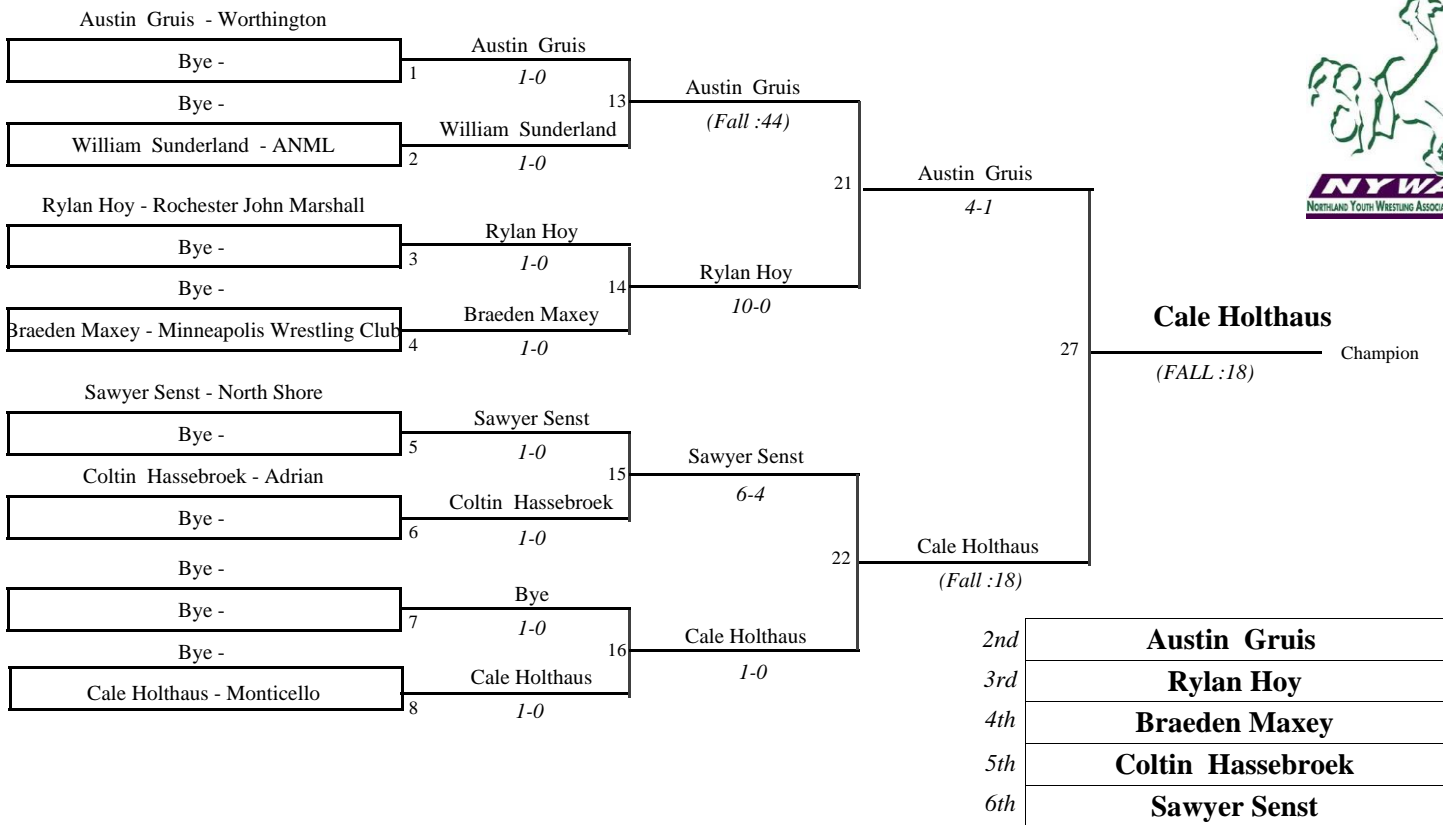 Austin Gruis - Worthington
Bye -
1
Bye -
William Sunderland - ANML
2
Rylan Hoy - Rochester John Marshall
Bye -
3
Bye -
Braeden Maxey - Minneapolis Wrestling Club
4
Sawyer Senst - North Shore
Bye -
5
Coltin Hassebroek - Adrian
Bye -
6
Bye -
Bye -
7
Bye -
Cale Holthaus - Monticello
8
Austin Gruis
1-0
13
William Sunderland
1-0
Rylan Hoy
1-0
14
Braeden Maxey
1-0
Sawyer Senst
1-0
15
Coltin Hassebroek
1-0
Bye
1-0
16
Cale Holthaus
1-0
Austin Gruis
(Fall :44)
21
Rylan Hoy
10-0
Sawyer Senst
6-4
22
Cale Holthaus
1-0
Austin Gruis
4-1
27
Cale Holthaus
(Fall :18)
Cale Holthaus
Champion
(FALL :18)
NYWA
NORTHLAND YOUTH WRESTLING
2nd Austin Gruis
3rd Rylan Hoy
4th Braeden Maxey
5th Coltin Hassebroek
6th Sawyer Senst